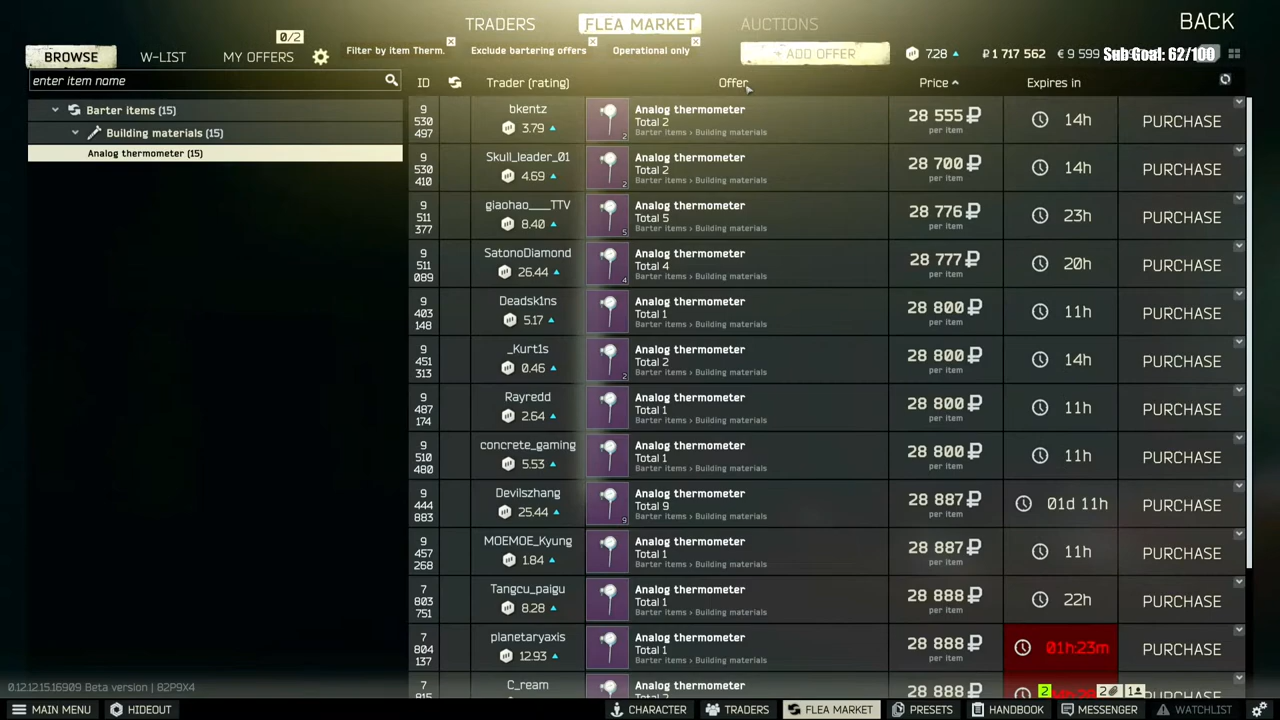 TRADERS FLEA MARKET AUCTIONS BACK
0/2
BROWSE W-LIST MY OFFERS Filter by item Therm. Exclude bartering offers Operational only + ADD OFFER 7.28 ₽ 1 717 562 € 9 599 Sub Goal: 62/100
enter item name ID Trader (rating) Offer Price Expires in
Barter items (15)
Building materials (15)
Analog thermometer (15)
9 530 497 bkentz 3.79 2 Analog thermometer Total 2 Barter items › Building materials 28 555 ₽ per item 14h PURCHASE
9 530 410 Skull_leader_01 4.69 2 Analog thermometer Total 2 Barter items › Building materials 28 700 ₽ per item 14h PURCHASE
9 511 377 giaohao___TTV 8.40 5 Analog thermometer Total 5 Barter items › Building materials 28 776 ₽ per item 23h PURCHASE
9 511 089 SatonoDiamond 26.44 4 Analog thermometer Total 4 Barter items › Building materials 28 777 ₽ per item 20h PURCHASE
9 403 148 Deadsk1ns 5.17 Analog thermometer Total 1 Barter items › Building materials 28 800 ₽ per item 11h PURCHASE
9 451 313 _Kurt1s 0.46 2 Analog thermometer Total 2 Barter items › Building materials 28 800 ₽ per item 14h PURCHASE
9 487 174 Rayredd 2.64 Analog thermometer Total 1 Barter items › Building materials 28 800 ₽ per item 11h PURCHASE
9 510 480 concrete_gaming 5.53 Analog thermometer Total 1 Barter items › Building materials 28 800 ₽ per item 11h PURCHASE
9 444 883 Devilszhang 25.44 9 Analog thermometer Total 9 Barter items › Building materials 28 887 ₽ per item 01d 11h PURCHASE
9 457 268 MOEMOE_Kyung 1.84 Analog thermometer Total 1 Barter items › Building materials 28 887 ₽ per item 11h PURCHASE
7 803 751 Tangcu_paigu 8.28 Analog thermometer Total 1 Barter items › Building materials 28 888 ₽ per item 22h PURCHASE
7 804 137 planetaryaxis 12.93 Analog thermometer Total 1 Barter items › Building materials 28 888 ₽ per item 01h:23m PURCHASE
7 C_ream Analog thermometer 28 888 ₽ PURCHASE
0.12.12.15.16909 Beta version | 82P9X4 2 2 1
MAIN MENU HIDEOUT CHARACTER TRADERS FLEA MARKET PRESETS HANDBOOK MESSENGER WATCHLIST